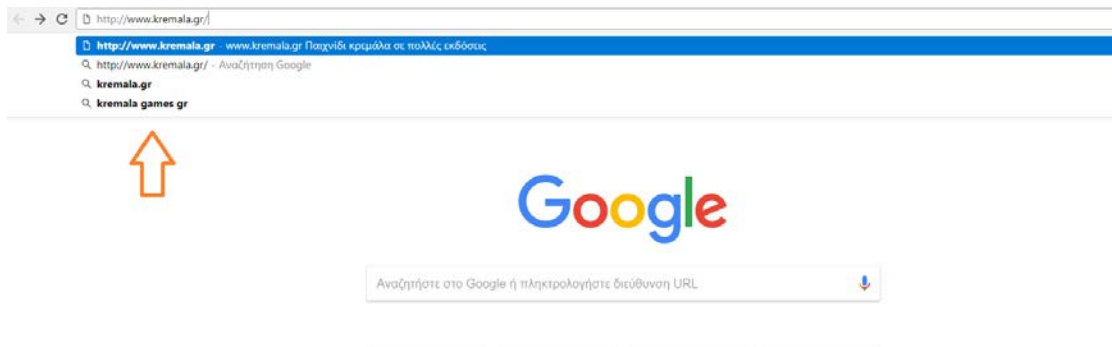 http://www.kremala.gr/
http://www.kremala.gr - www.kremala.gr Παιχνίδι κρεμάλα σε πολλές εκδόσεις
http://www.kremala.gr/ - Αναζήτηση Google
kremala.gr
kremala games gr
Google
Αναζητήστε στο Google ή πληκτρολογήστε διεύθυνση URL